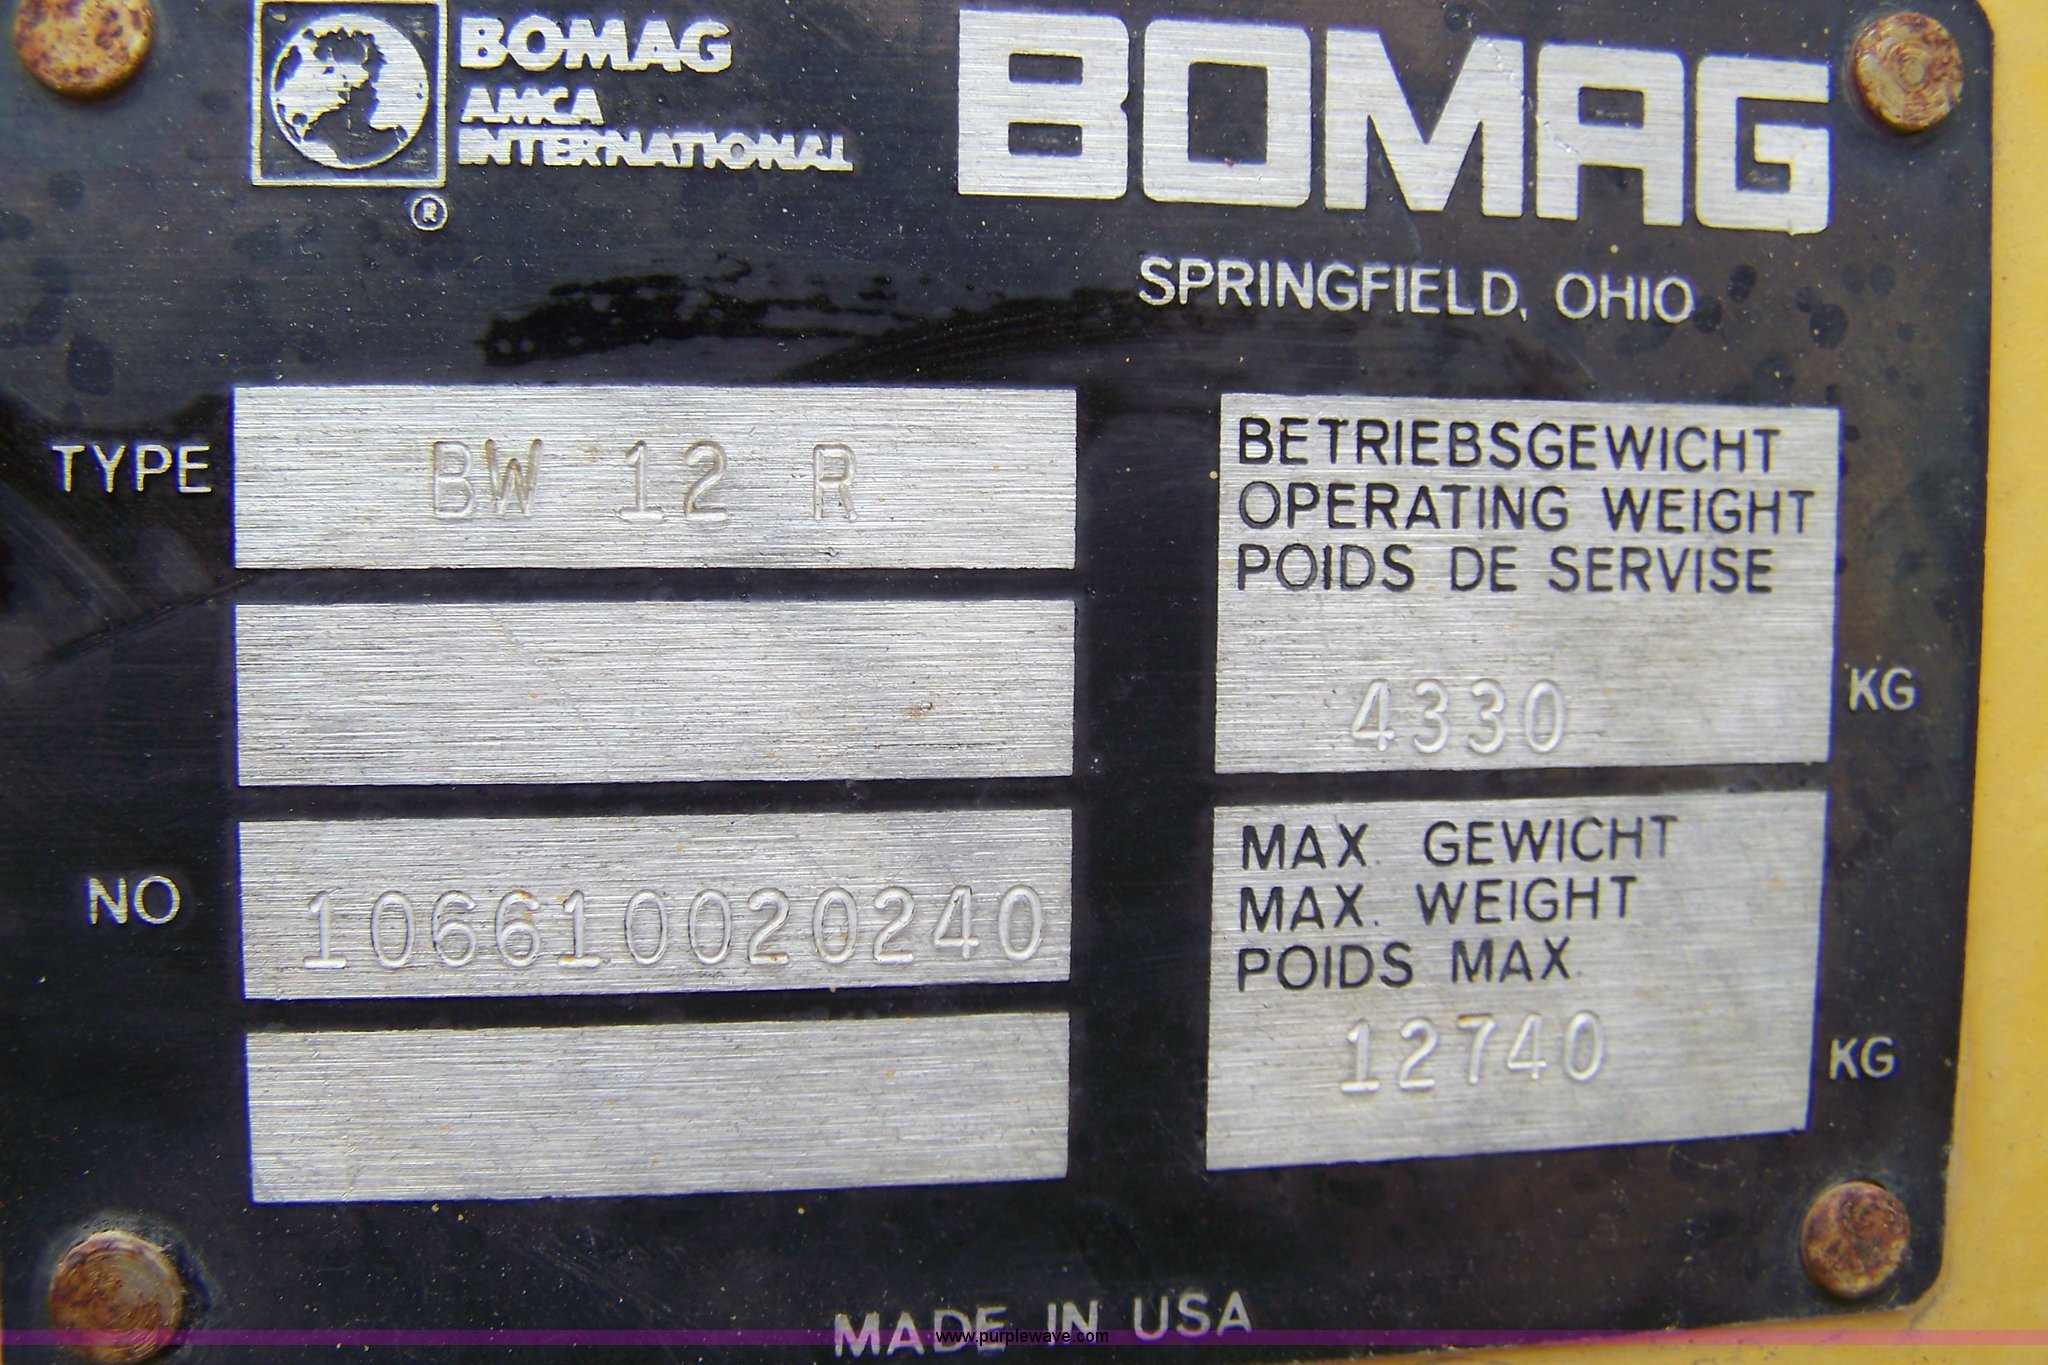 BOMAG
AMCA
INTERNATIONAL
®
BOMAG
SPRINGFIELD, OHIO
TYPE
BW 12 R
NO
106610020240
BETRIEBSGEWICHT
OPERATING WEIGHT
POIDS DE SERVISE
4330
KG
MAX. GEWICHT
MAX. WEIGHT
POIDS MAX.
12740
KG
MADE IN USA
www.purplewave.com